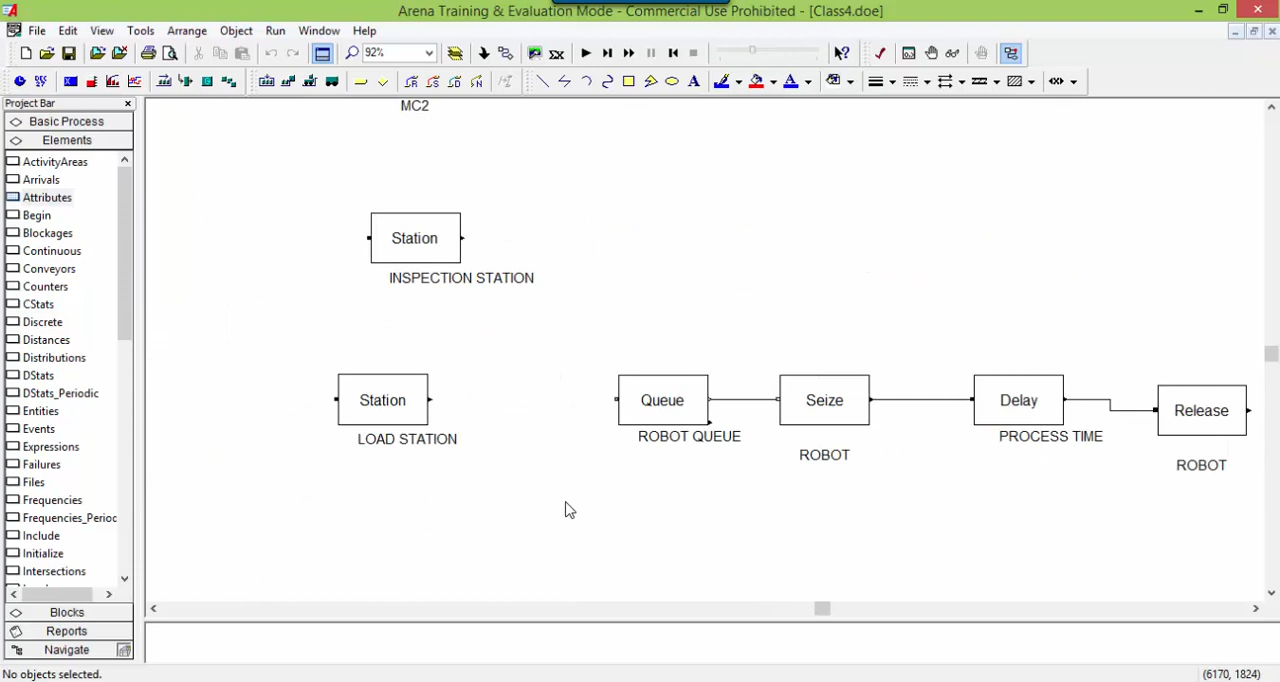 Arena Training & Evaluation Mode - Commercial Use Prohibited - [Class4.doe]
File Edit View Tools Arrange Object Run Window Help
92%
Project Bar
Basic Process
Elements
ActivityAreas
Arrivals
Attributes
Begin
Blockages
Continuous
Conveyors
Counters
CStats
Discrete
Distances
Distributions
DStats
DStats_Periodic
Entities
Events
Expressions
Failures
Files
Frequencies
Frequencies_Periodic
Include
Initialize
Intersections
Blocks
Reports
Navigate
MC2
Station
INSPECTION STATION
Station
LOAD STATION
Queue
ROBOT QUEUE
Seize
ROBOT
Delay
PROCESS TIME
Release
ROBOT
No objects selected.
(6170, 1824)